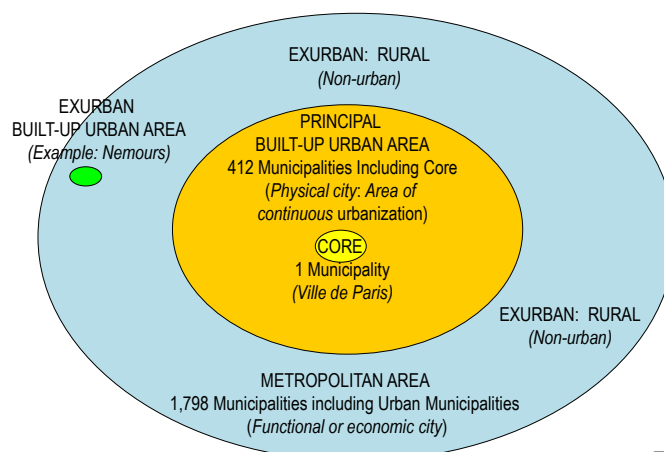 EXURBAN: RURAL
(Non-urban)
EXURBAN
BUILT-UP URBAN AREA
(Example: Nemours)
PRINCIPAL
BUILT-UP URBAN AREA
412 Municipalities Including Core
(Physical city: Area of
continuous urbanization)
CORE
1 Municipality
(Ville de Paris)
EXURBAN: RURAL
(Non-urban)
METROPOLITAN AREA
1,798 Municipalities including Urban Municipalities
(Functional or economic city)